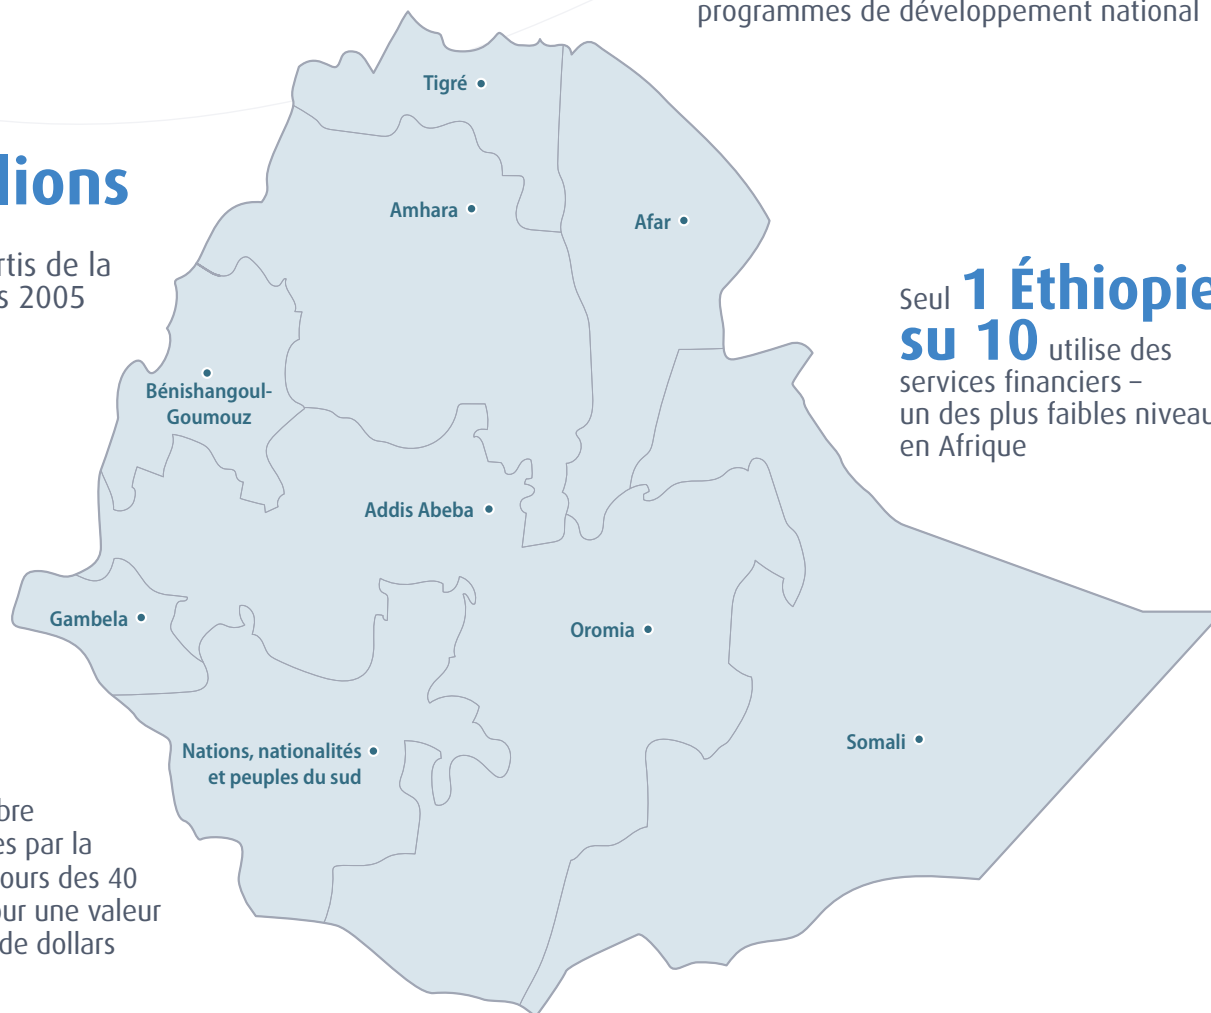 programmes de développement national
Tigré
lions
Amhara
Afar
rtis de la
s 2005
Seul 1 Éthiopie
su 10 utilise des
services financiers –
un des plus faibles niveau
en Afrique
Bénishangoul-
Goumouz
Addis Abeba
Gambela
Oromia
Nations, nationalités
et peuples du sud
Somali
bre
es par la
ours des 40
our une valeur
de dollars